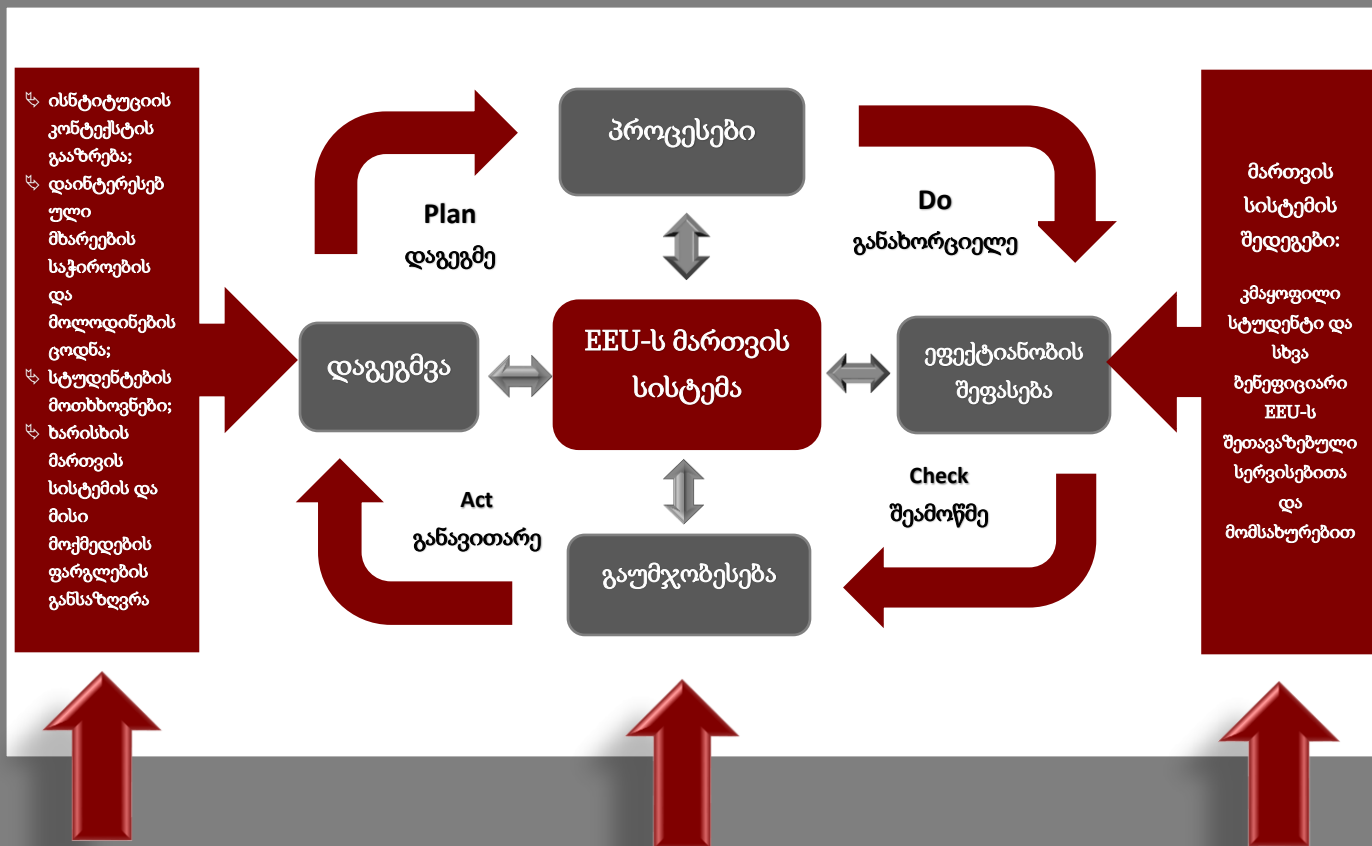 ისნტიტუციის
კონტექსტის
გააზრება;
დაინტერესებ
ული
მხარეების
საჭიროების
და
მოლოდინების
ცოდნა;
სტუდენტების
მოთხხოვნები;
ხარისხის
მართვის
სისტემის და
მისი
მოქმედების
ფარგლების
განსაზღვრა
Plan
დაგეგმე
პროცესები
Do
განახორციელე
დაგეგმვა
EEU-ს მართვის
სისტემა
ეფექტიანობის
შეფასება
Act
განავითარე
გაუმჯობესება
Check
შეამოწმე
მართვის
სისტემის
შედეგები:
კმაყოფილი
სტუდენტი და
სხვა
ბენეფიციარი
EEU-ს
შეთავაზებული
სერვისებითა
და
მომსახურებით